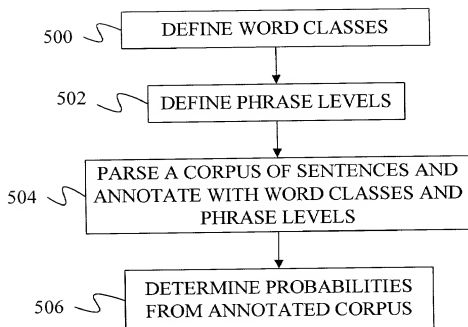 500
DEFINE WORD CLASSES
502
DEFINE PHRASE LEVELS
504
PARSE A CORPUS OF SENTENCES AND
ANNOTATE WITH WORD CLASSES AND
PHRASE LEVELS
506
DETERMINE PROBABILITIES
FROM ANNOTATED CORPUS